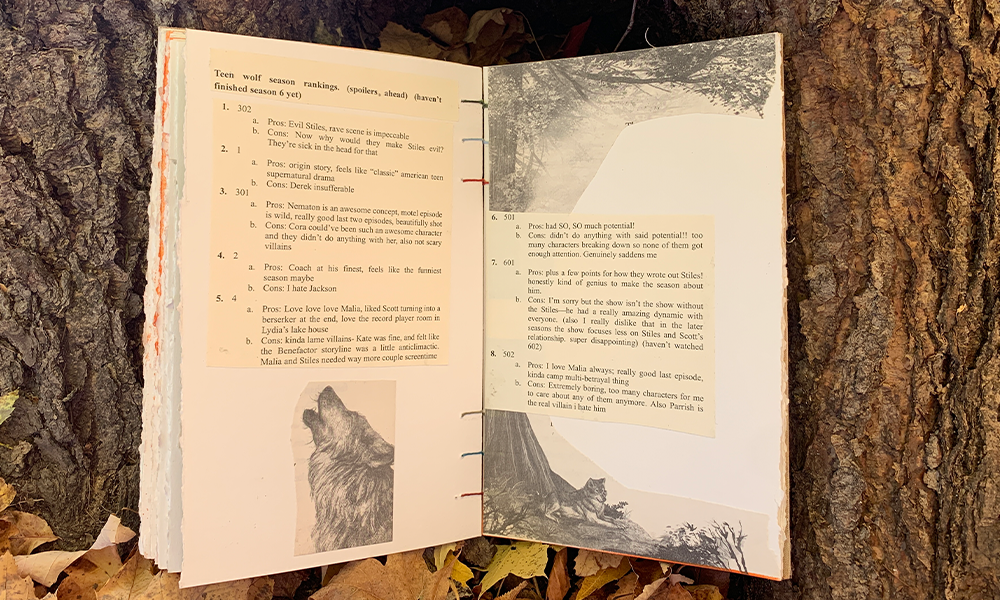 Teen wolf season rankings. (spoilers, ahead) (haven't
finished season 6 yet)
1. 302
a. Pros: Evil Stiles, rave scene is impeccable
b. Cons: Now why would they make Stiles evil?
They're sick in the head for that
2. 1
a. Pros: origin story, feels like "classic" american teen
supernatural drama
b. Cons: Derek insufferable
3. 301
a. Pros: Nematon is an awesome concept, motel episode
is wild, really good last two episodes, beautifully shot
b. Cons: Cora could've been such an awesome character
and they didn't do anything with her, also not scary
villains
4. 2
a. Pros: Coach at his finest, feels like the funniest
season maybe
b. Cons: I hate Jackson
5. 4
a. Pros: Love love love Malia, liked Scott turning into a
berserker at the end, love the record player room in
Lydia's lake house
b. Cons: kinda lame villains- Kate was fine, and felt like
the Benefactor storyline was a little anticlimactic.
Malia and Stiles needed way more couple screentime
6. 501
a. Pros: had SO, SO much potential!
b. Cons: didn't do anything with said potential!! too
many characters breaking down so none of them got
enough attention. Genuinely saddens me
7. 601
a. Pros: plus a few points for how they wrote out Stiles!
honestly kind of genius to make the season about
him.
b. Cons: I'm sorry but the show isn't the show without
the Stiles—he had a really amazing dynamic with
everyone. (also I really dislike that in the later
seasons the show focuses less on Stiles and Scott's
relationship. super disappointing) (haven't watched
602)
8. 502
a. Pros: I love Malia always; really good last episode,
kinda camp multi-betrayal thing
b. Cons: Extremely boring, too many characters for me
to care about any of them anymore. Also Parrish is
the real villain i hate him